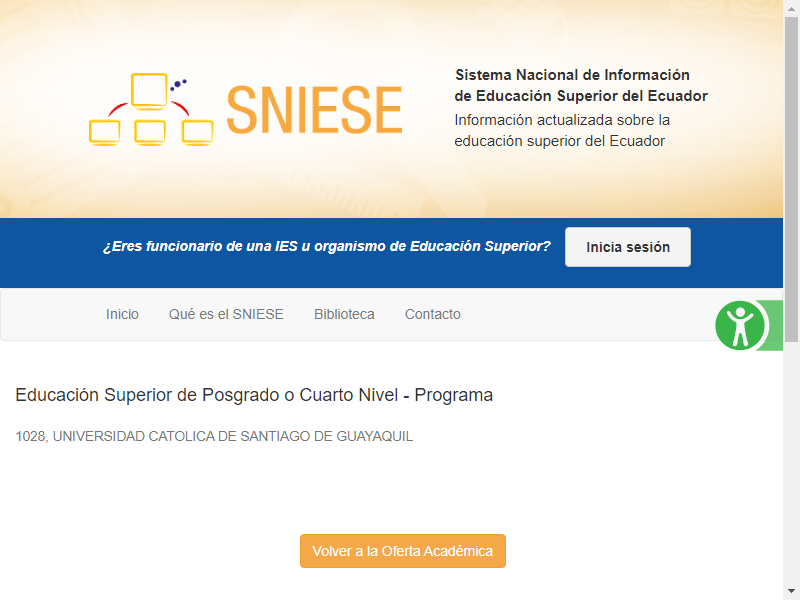 SNIESE
Sistema Nacional de Información
de Educación Superior del Ecuador
Información actualizada sobre la
educación superior del Ecuador
¿Eres funcionario de una IES u organismo de Educación Superior?
Inicia sesión
Inicio
Qué es el SNIESE
Biblioteca
Contacto
Educación Superior de Posgrado o Cuarto Nivel - Programa
1028, UNIVERSIDAD CATOLICA DE SANTIAGO DE GUAYAQUIL
Volver a la Oferta Académica